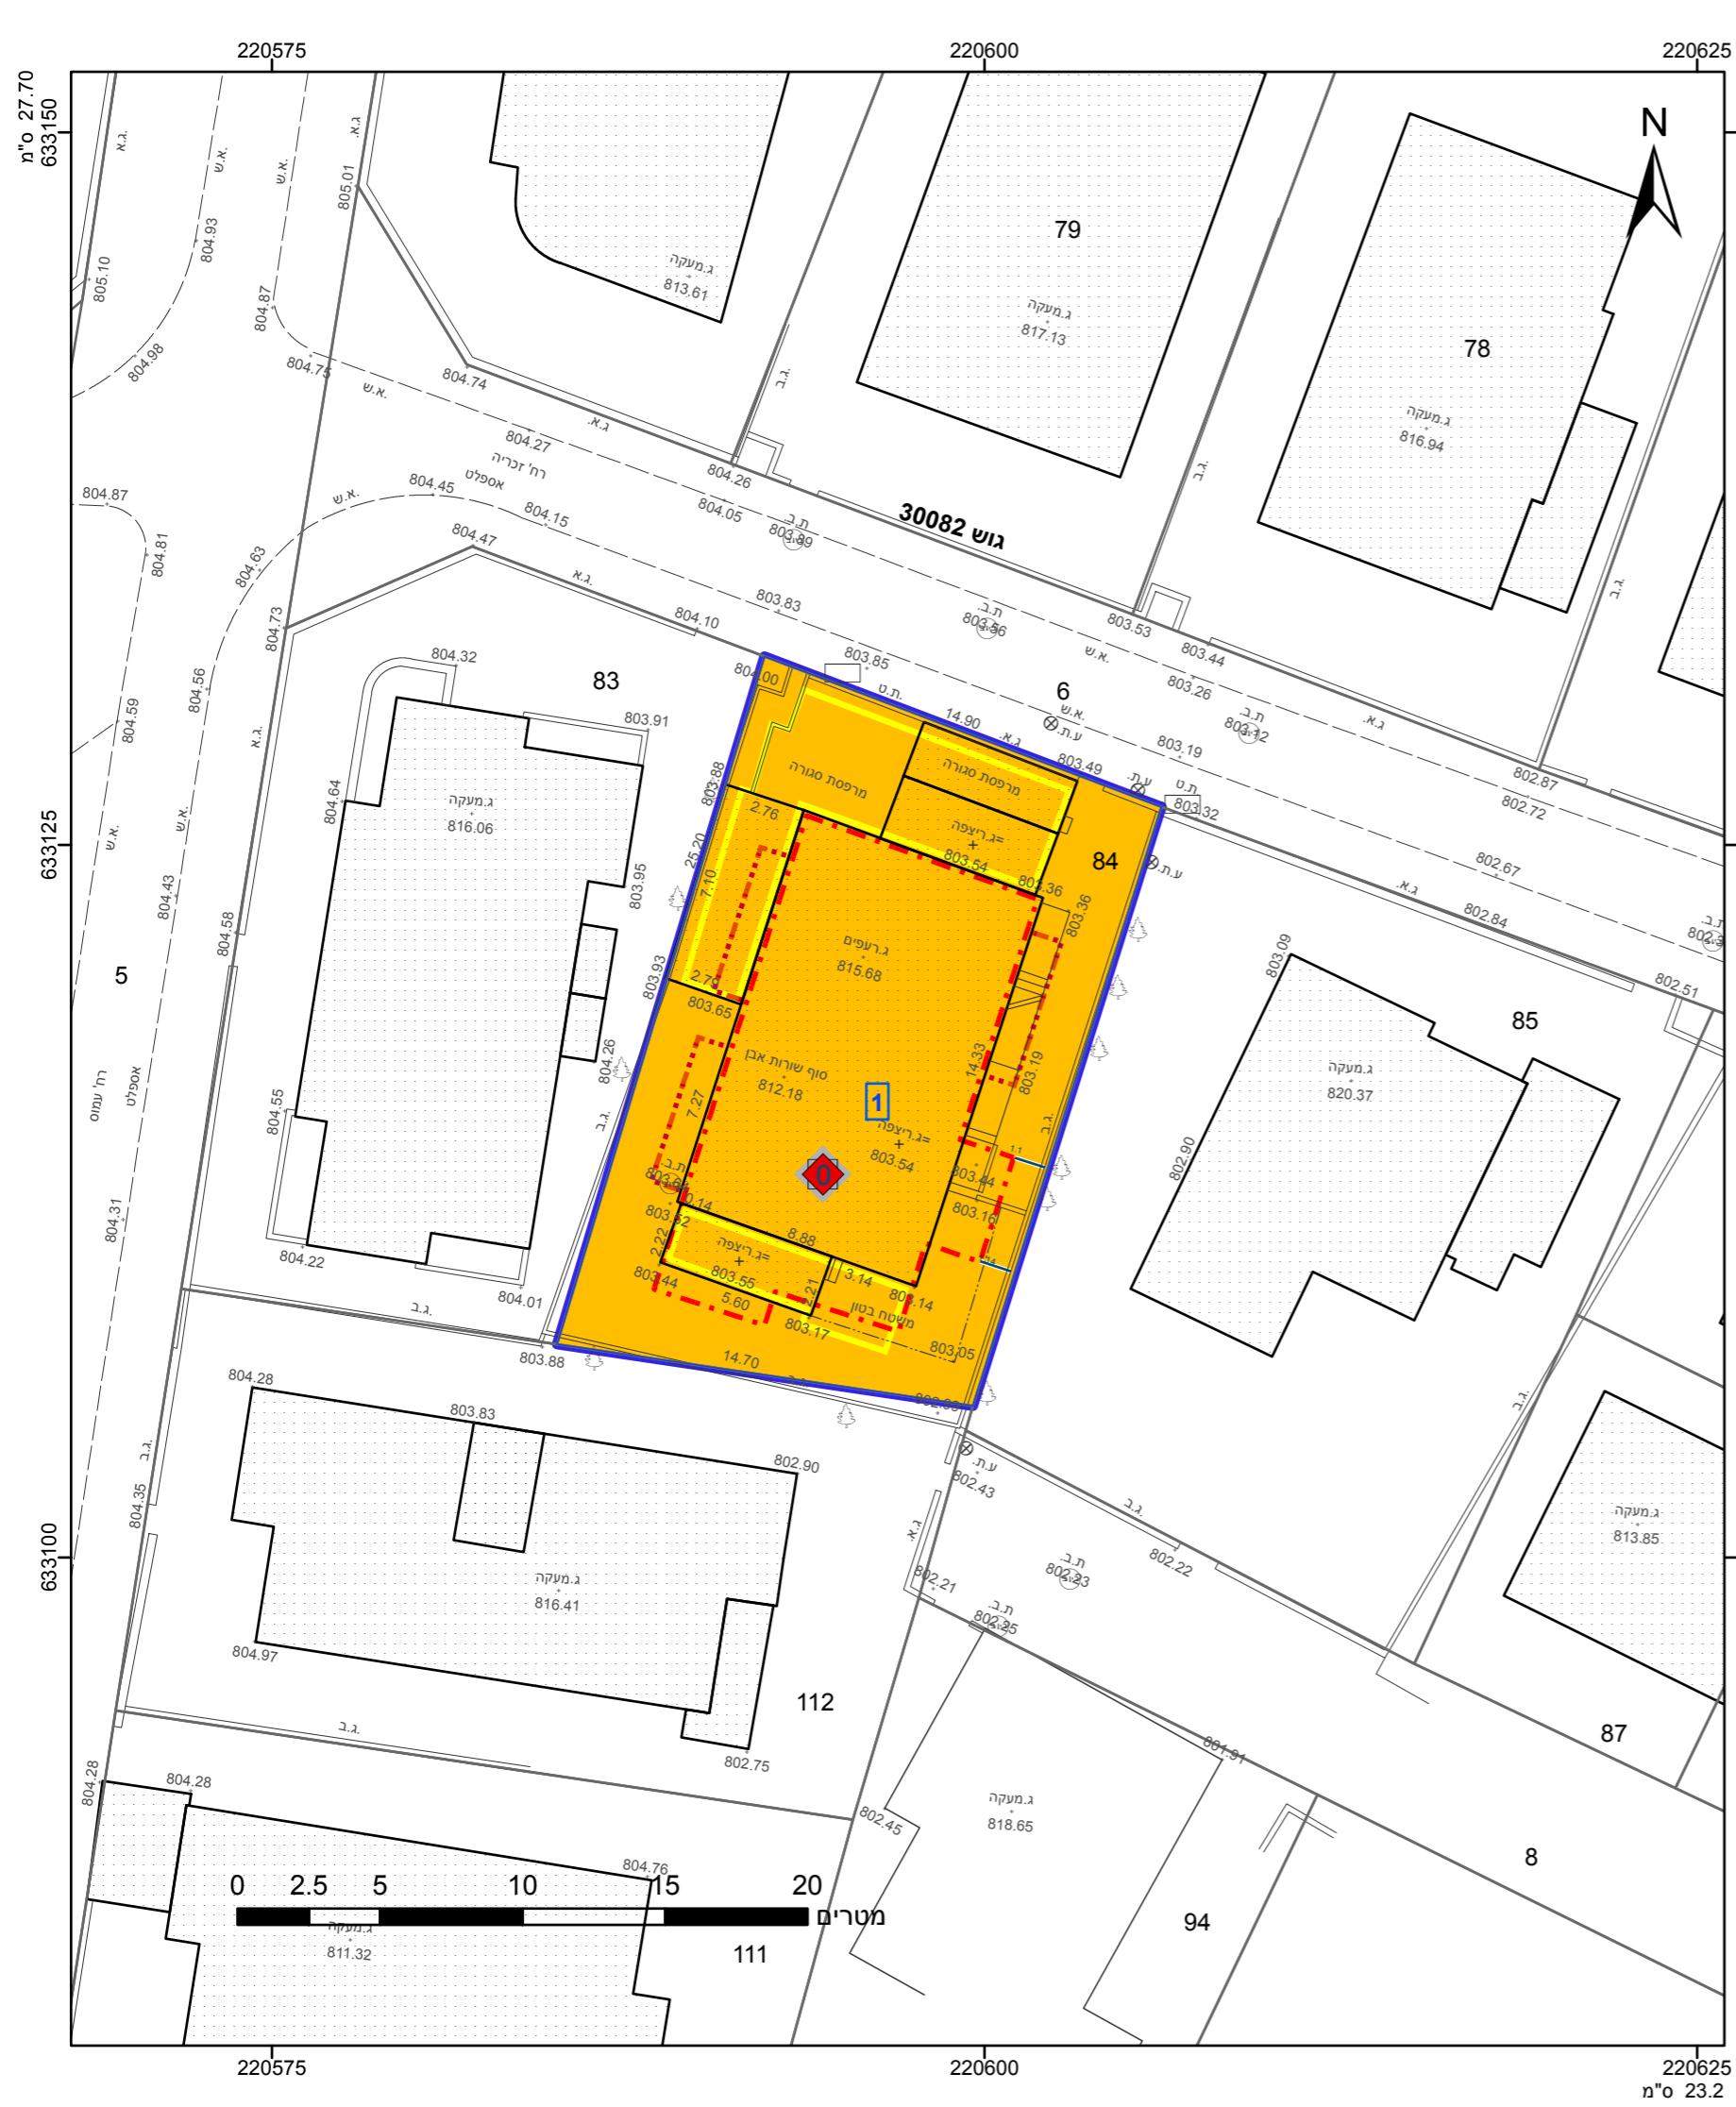 220575
220600
220625
27.70 ס"מ
633150
N
ג.א.
א.ש.
א.ש.
ג.א.
805.01
804.93
805.10
804.87
804.98
804.75
א.ש.
804.74
ג.מעקה
813.61
79
ג.מעקה
817.13
78
ג.מעקה
816.94
ג.ב.
ג.ב.
ג.ב.
ג.א.
804.27
רח' זכריה
אספלט
804.26
804.05
ת.ב.
803.89
גוש 30082
804.87
804.81
א.ש.
804.45
804.15
804.47
804.63
ג.א.
804.73
804.10
803.83
ת.ב.
803.56
803.53
803.44
א.ש.
803.26
ת.ב.
803.12
ג.א.
804.32
83
803.91
804.00
803.85
ת.ט.
6
א.ש.
ע.ת.
14.90
ג.א.
803.49
803.19
ע.ת.
ת.ט.
803.32
802.87
802.72
804.56
804.59
ג.א.
804.64
ג.מעקה
816.06
803.88
מרפסת סגורה
מרפסת סגורה
2.76
ג.ריצפה=
803.54
84
ע.ת.
633125
א.ש.
א.ש.
25.20
7.10
803.95
803.36
803.36
802.67
ג.א.
802.84
ת.ב.
804.43
804.58
5
803.93
2.79
803.65
ג.רעפים
815.68
803.09
802.51
85
רח' עמוס
אספלט
804.55
804.26
ג.ב.
סוף שורות אבן
812.18
14.33
803.19
ג.ב.
ג.מעקה
820.37
7.27
1
ג.ריצפה=
803.54
0
802.90
ת.ב.
803.64
0.14
803.52
803.44
803.16
804.31
804.22
2.22
8.88
ג.ריצפה=
803.55
803.44
5.60
2.21
3.14
803.14
משטח בטון
803.17
803.05
804.01
ג.ב.
803.88
14.70
804.28
803.83
802.90
ע.ת.
802.43
ג.ב.
ג.ב.
ג.ב.
804.35
633100
ג.מעקה
816.41
ג.א.
802.21
ת.ב.
802.23
802.22
ת.ב.
802.25
ג.מעקה
813.85
804.97
112
87
ג.ב.
802.75
801.91
804.28
804.28
802.45
ג.מעקה
818.65
8
804.76
0 2.5 5 10 15 20
מטרים
94
ג.מעקה
811.32
111
220575
220600
220625
23.2 ס"מ